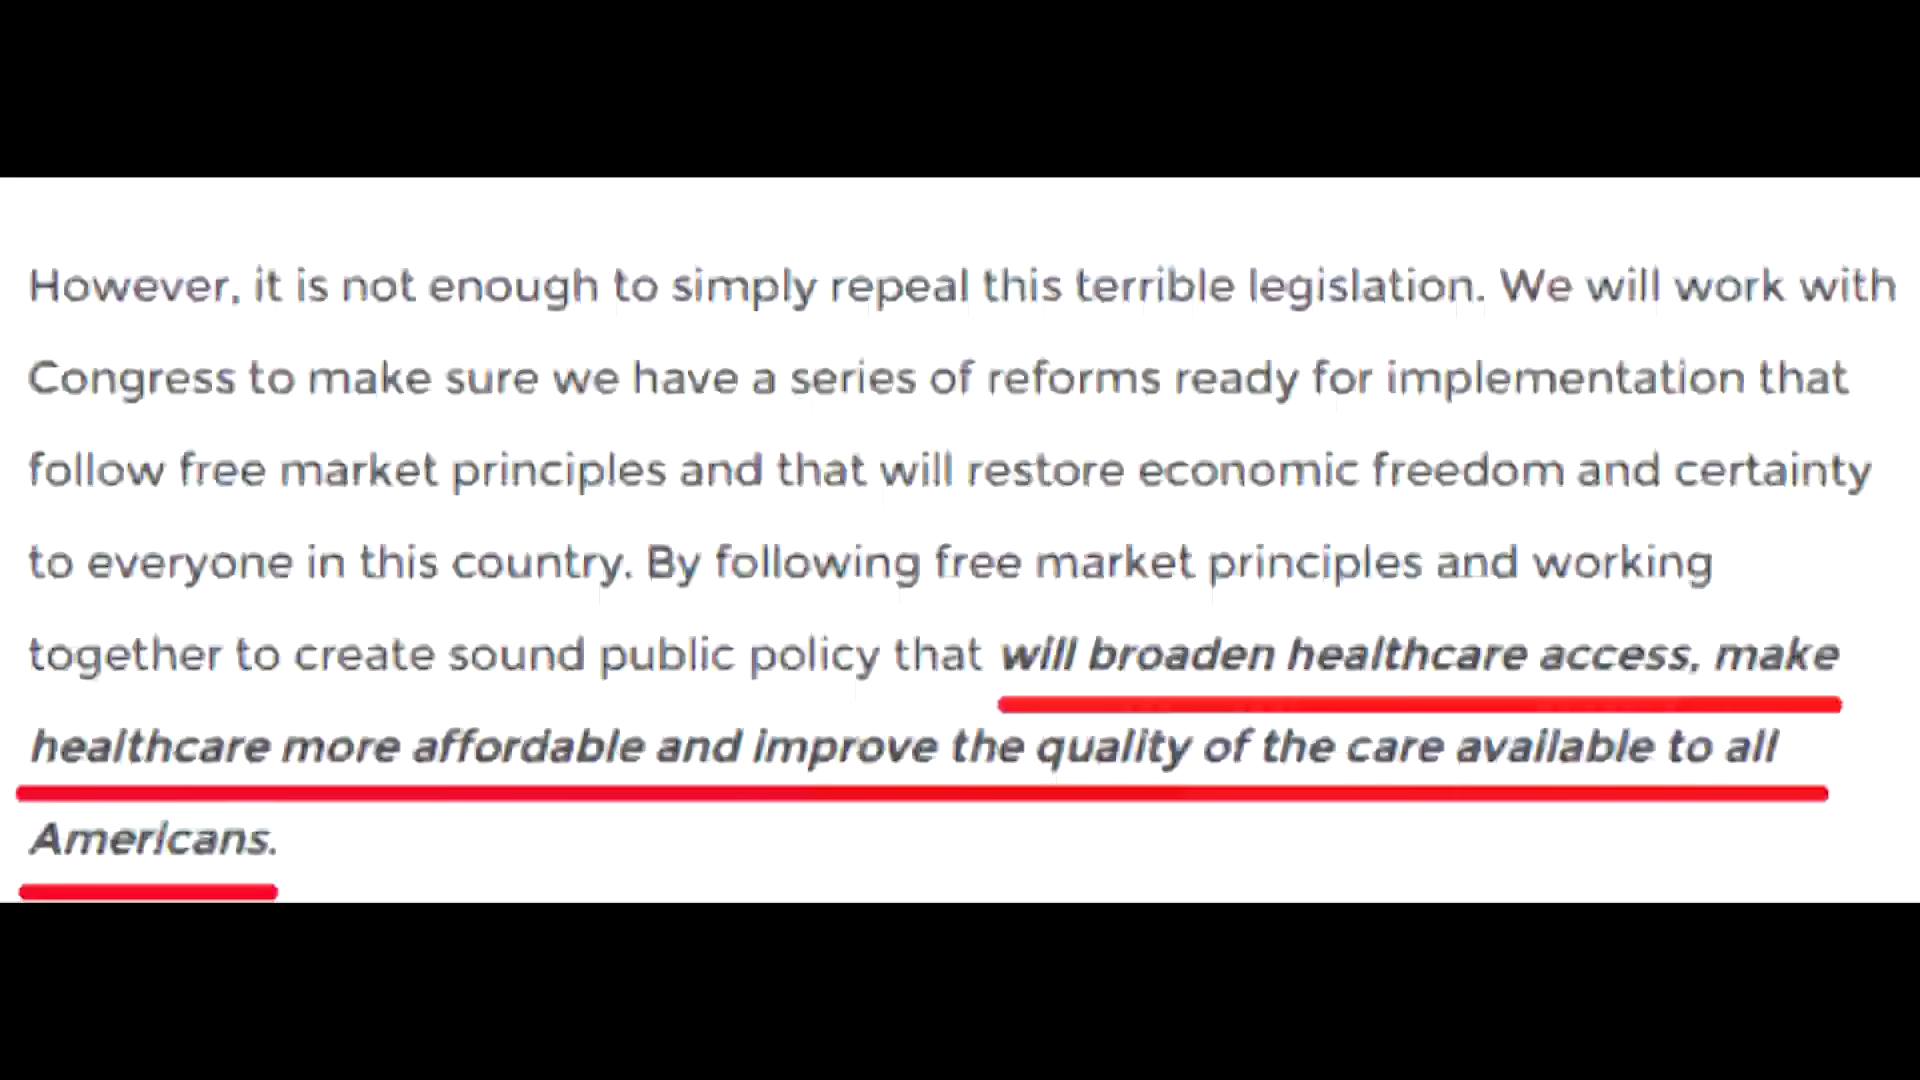 However, it is not enough to simply repeal this terrible legislation. We will work with
Congress to make sure we have a series of reforms ready for implementation that
follow free market principles and that will restore economic freedom and certainty
to everyone in this country. By following free market principles and working
together to create sound public policy that will broaden healthcare access, make
healthcare more affordable and improve the quality of the care available to all
Americans.